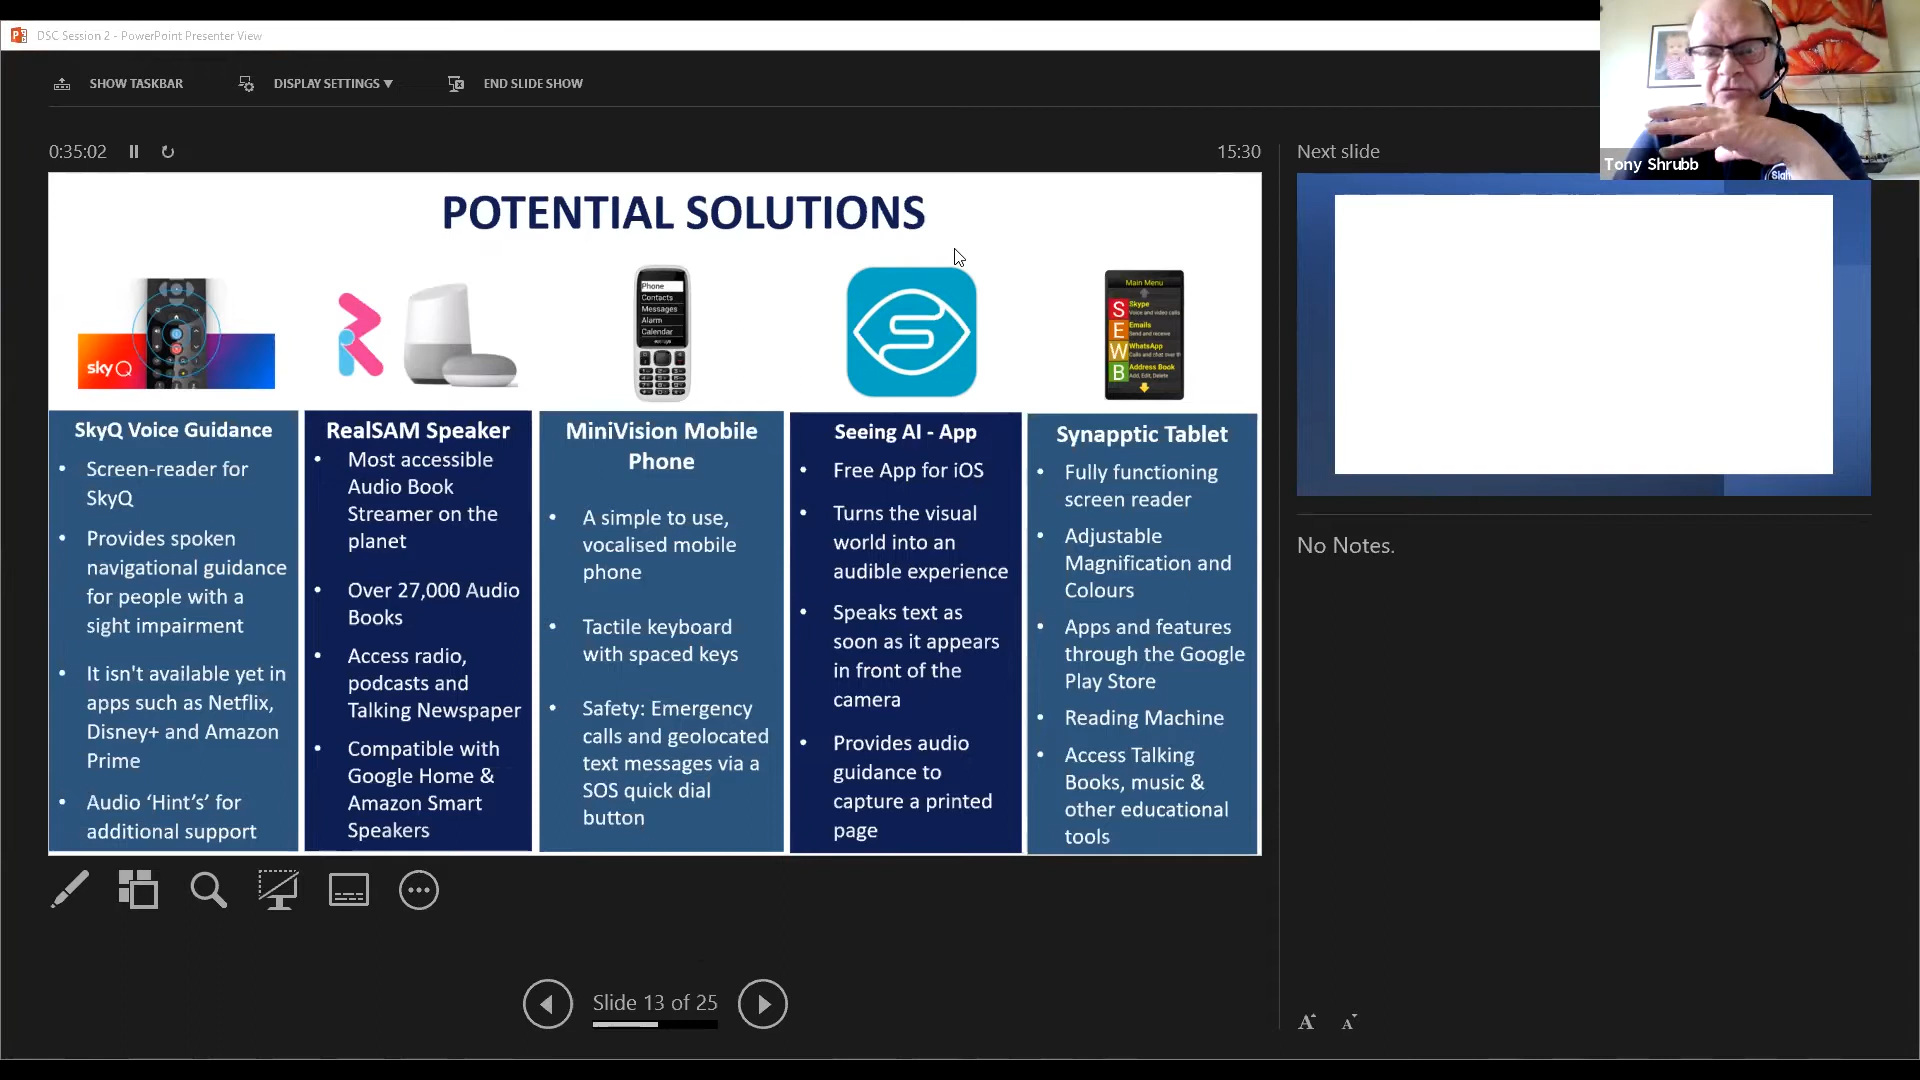 DSC Session 2 - PowerPoint Presenter View
SHOW TASKBAR
DISPLAY SETTINGS ▼
END SLIDE SHOW
0:35:02
15:30
Next slide
Tony Shrubb
POTENTIAL SOLUTIONS
sky Q
Phone
Contacts
Messages
Alarm
Calendar
Main Menu
S
Skype
Voice and video calls
E
Emails
Send and receive
W
WhatsApp
B
Address Book
Add, Edit, Delete
SkyQ Voice Guidance
• Screen-reader for
SkyQ
• Provides spoken
navigational guidance
for people with a
sight impairment
• It isn't available yet in
apps such as Netflix,
Disney+ and Amazon
Prime
• Audio ‘Hint’s’ for
additional support
RealSAM Speaker
• Most accessible
Audio Book
Streamer on the
planet
• Over 27,000 Audio
Books
• Access radio,
podcasts and
Talking Newspaper
• Compatible with
Google Home &
Amazon Smart
Speakers
MiniVision Mobile
Phone
• A simple to use,
vocalised mobile
phone
• Tactile keyboard
with spaced keys
• Safety: Emergency
calls and geolocated
text messages via a
SOS quick dial
button
Seeing AI - App
• Free App for iOS
• Turns the visual
world into an
audible experience
• Speaks text as
soon as it appears
in front of the
camera
• Provides audio
guidance to
capture a printed
page
Synapptic Tablet
• Fully functioning
screen reader
• Adjustable
Magnification and
Colours
• Apps and features
through the Google
Play Store
• Reading Machine
• Access Talking
Books, music &
other educational
tools
No Notes.
Slide 13 of 25
A A